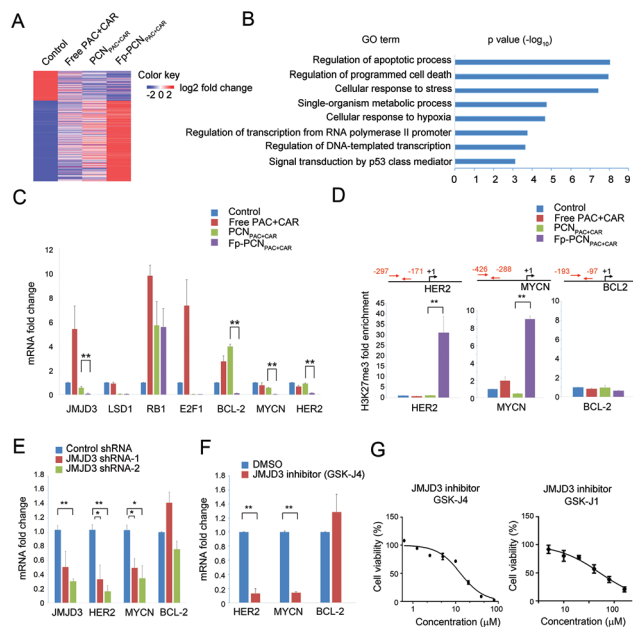 A
Control
Free PAC+CAR
PCNPAC+CAR
Fp-PCNPAC+CAR
Color key
log2 fold change
-2 0 2
B
GO term
p value (-log10)
Regulation of apoptotic process
Regulation of programmed cell death
Cellular response to stress
Single-organism metabolic process
Cellular response to hypoxia
Regulation of transcription from RNA polymerase II promoter
Regulation of DNA-templated transcription
Signal transduction by p53 class mediator
0 1 2 3 4 5 6 7 8 9
C
Control
Free PAC+CAR
PCNPAC+CAR
Fp-PCNPAC+CAR
mRNA fold change
12
10
8
6
4
2
0
** ** ** **
JMJD3 LSD1 RB1 E2F1 BCL-2 MYCN HER2
D
Control
Free PAC+CAR
PCNPAC+CAR
Fp-PCNPAC+CAR
-297 -171 +1
HER2
-426 -288 +1
MYCN
-193 -97 +1
BCL2
H3K27me3 fold enrichment
45
40
35
30
25
20
15
10
5
0
**
HER2
10
8
6
4
2
0
**
MYCN
10
8
6
4
2
0
BCL-2
E
Control shRNA
JMJD3 shRNA-1
JMJD3 shRNA-2
mRNA fold change
1.8
1.6
1.4
1.2
1.0
0.8
0.6
0.4
0.2
0
** ** * * *
JMJD3 HER2 MYCN BCL-2
F
DMSO
JMJD3 inhibitor (GSK-J4)
mRNA fold change
1.8
1.6
1.4
1.2
1.0
0.8
0.6
0.4
0.2
0
** **
HER2 MYCN BCL-2
G
JMJD3 inhibitor
GSK-J4
Cell viability (%)
150
100
50
0
1 10 100
Concentration (µM)
JMJD3 inhibitor
GSK-J1
Cell viability (%)
150
100
50
0
10 100
Concentration (µM)